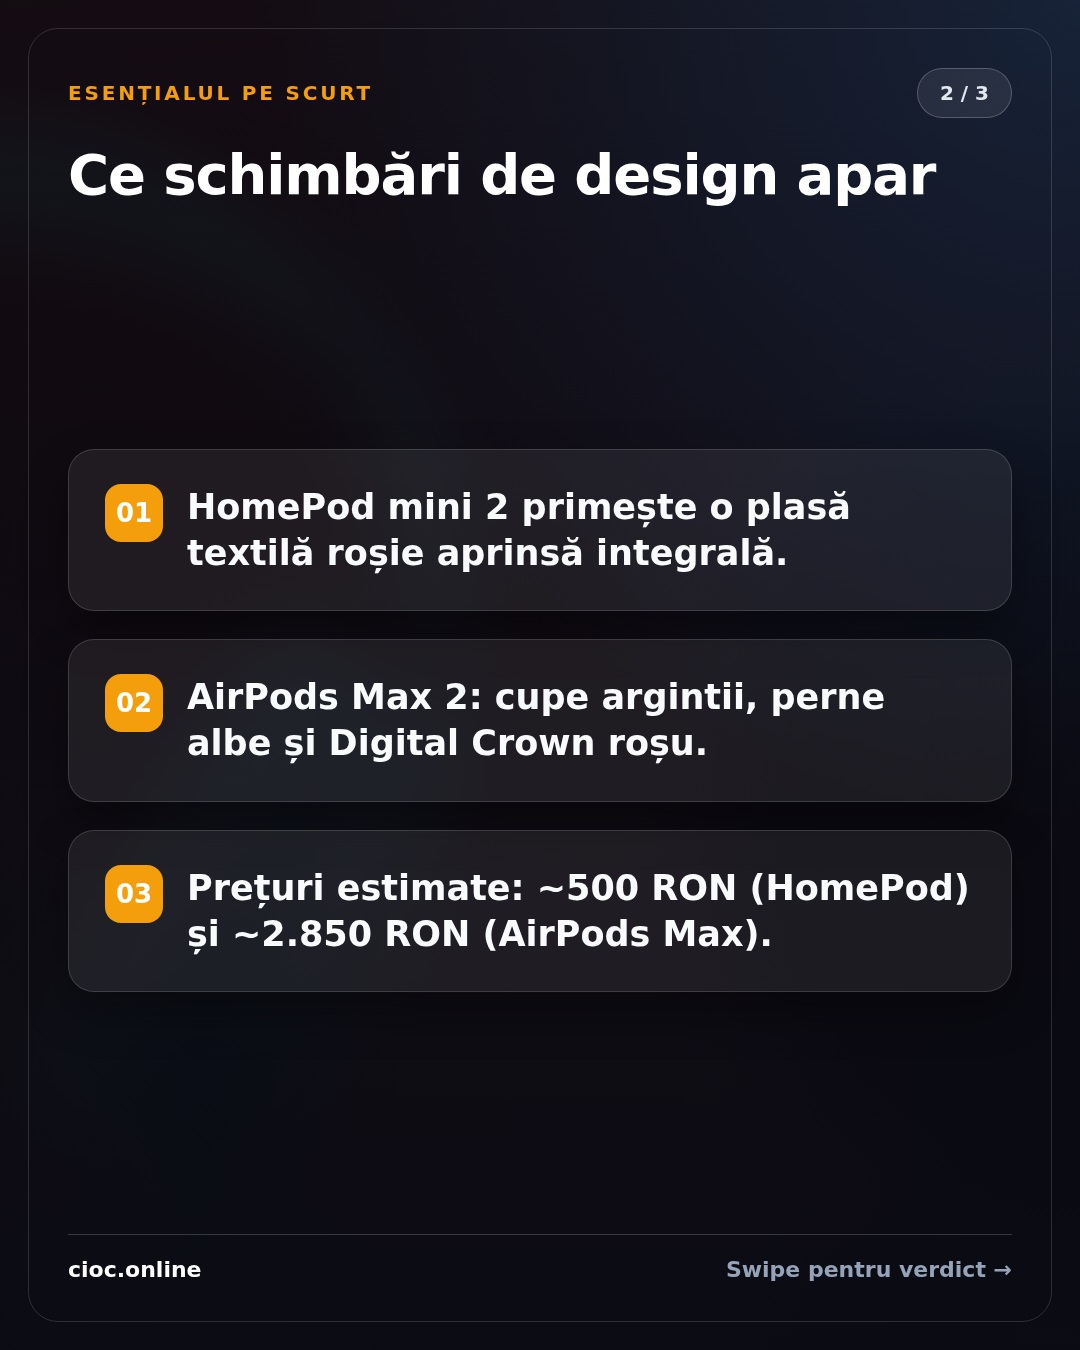 ESENȚIALUL PE SCURT
2 / 3
Ce schimbări de design apar
01
HomePod mini 2 primește o plasă
textilă roșie aprinsă integrală.
02
AirPods Max 2: cupe argintii, perne
albe și Digital Crown roșu.
03
Prețuri estimate: ~500 RON (HomePod)
și ~2.850 RON (AirPods Max).
cioc.online
Swipe pentru verdict →